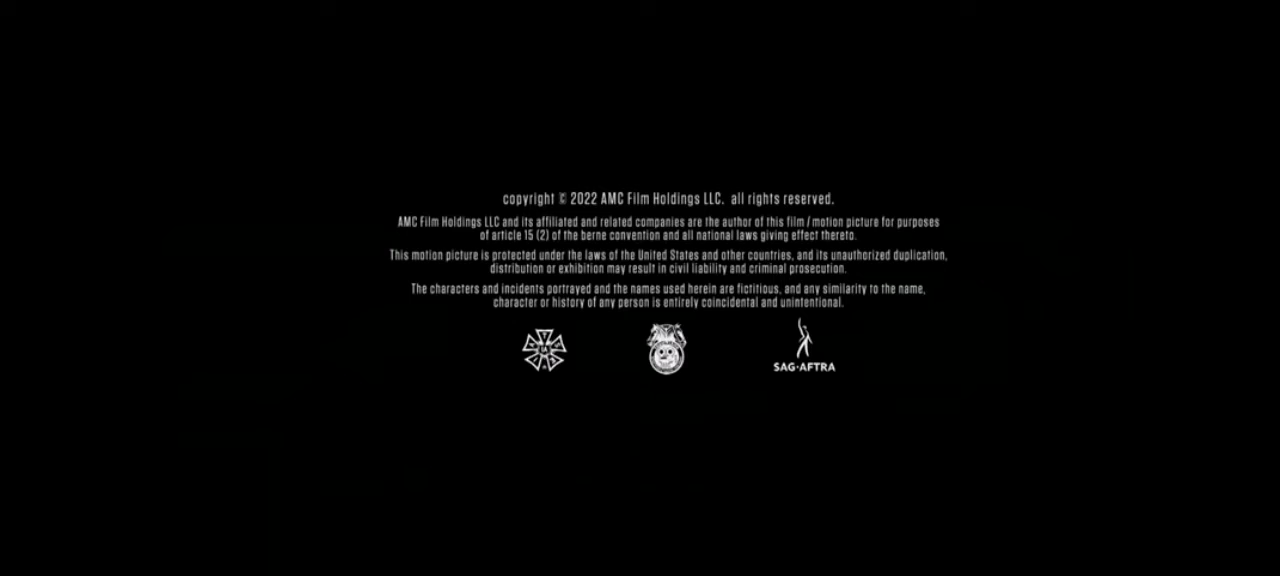 copyright © 2022 AMC Film Holdings LLC. all rights reserved.
AMC Film Holdings LLC and its affiliated and related companies are the author of this film / motion picture for purposes
of article 15 (2) of the berne convention and all national laws giving effect thereto.
This motion picture is protected under the laws of the United States and other countries, and its unauthorized duplication,
distribution or exhibition may result in civil liability and criminal prosecution.
The characters and incidents portrayed and the names used herein are fictitious, and any similarity to the name,
character or history of any person is entirely coincidental and unintentional.
SAG·AFTRA